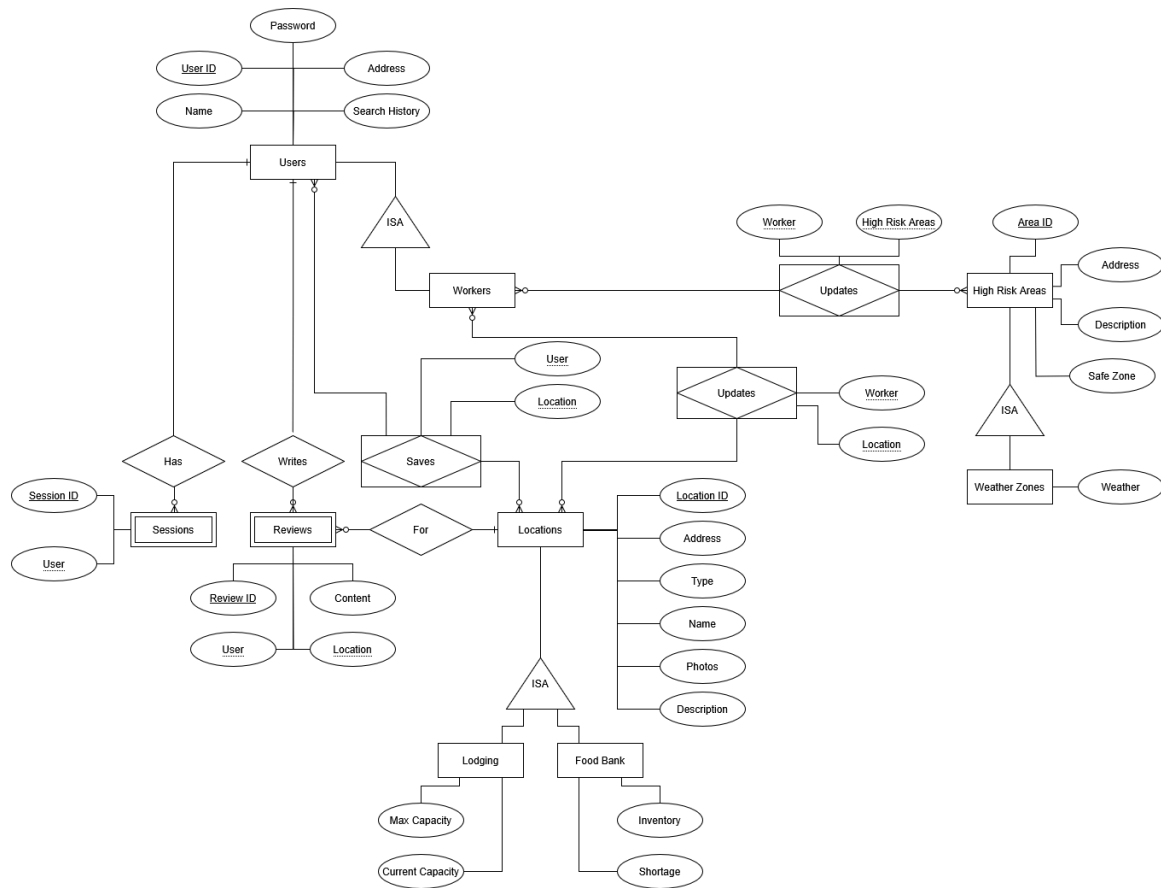 Password
User ID
Address
Name
Search History
Users
ISA
Worker
High Risk Areas
Area ID
Workers
Updates
High Risk Areas
Address
Description
Safe Zone
User
Location
Updates
Worker
Location
ISA
Has
Writes
Saves
Weather Zones
Weather
Session ID
Sessions
User
Reviews
For
Locations
Location ID
Address
Type
Name
Photos
Description
Review ID
Content
User
Location
ISA
Lodging
Food Bank
Max Capacity
Inventory
Current Capacity
Shortage